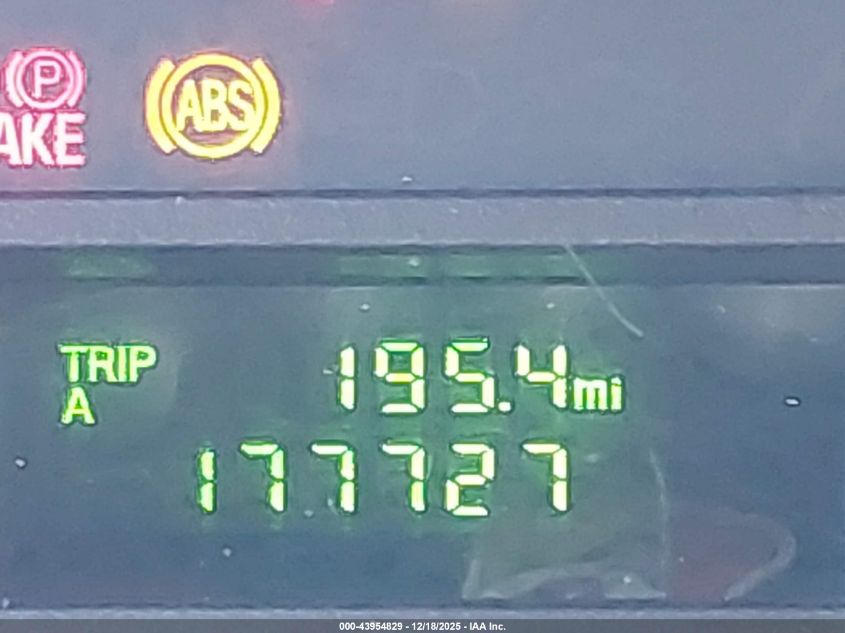 P
AKE
ABS
TRIP
A
195.4mi
177727
000-43954829 - 12/18/2025 - IAA Inc.